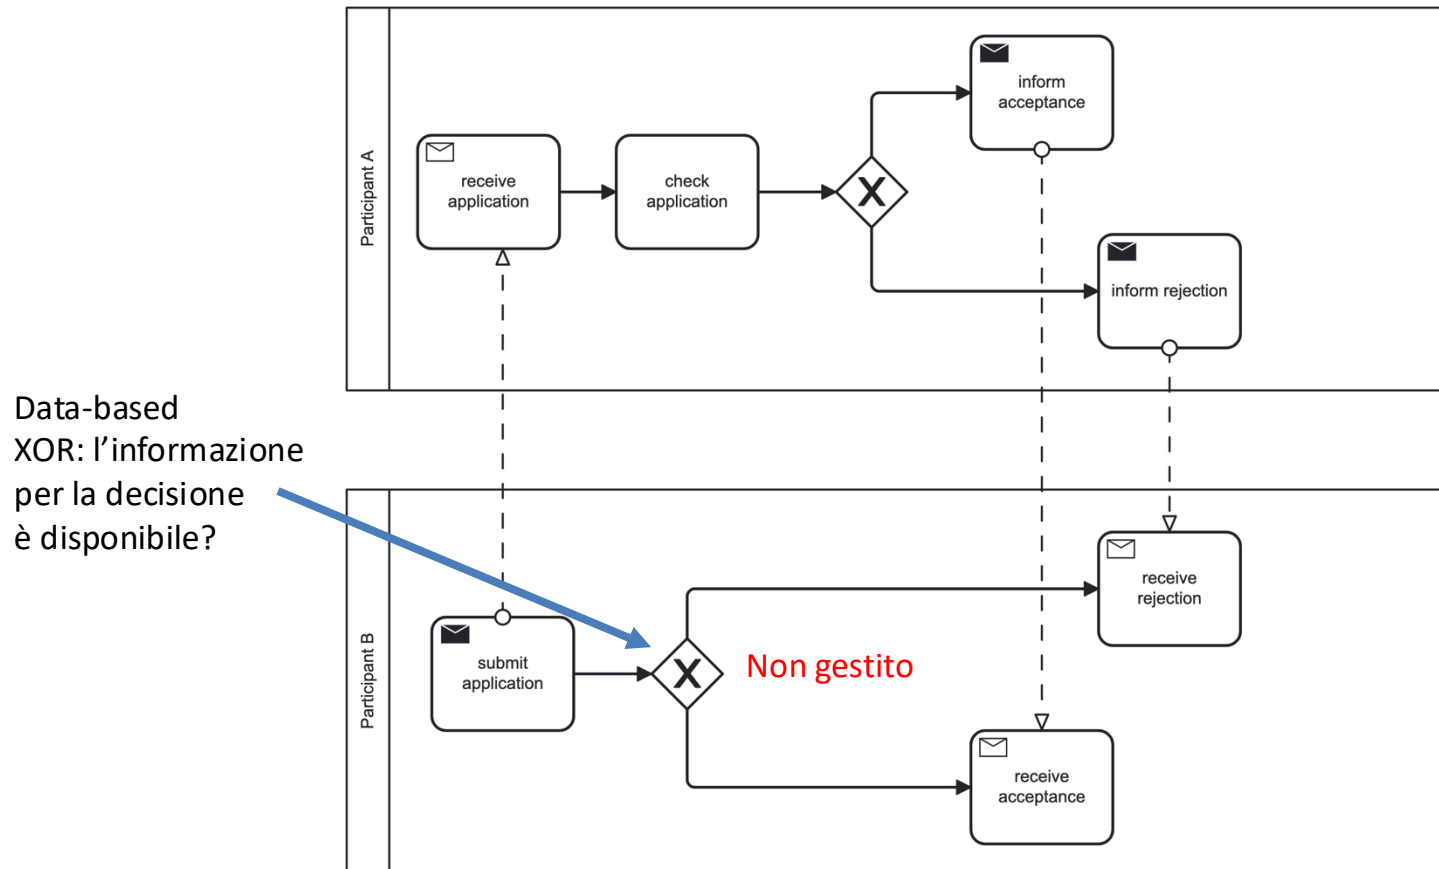 Participant A
receive
application
check
application
inform
acceptance
inform rejection
Data-based
XOR: l’informazione
per la decisione
è disponibile?
Participant B
submit
application
Non gestito
receive
rejection
receive
acceptance